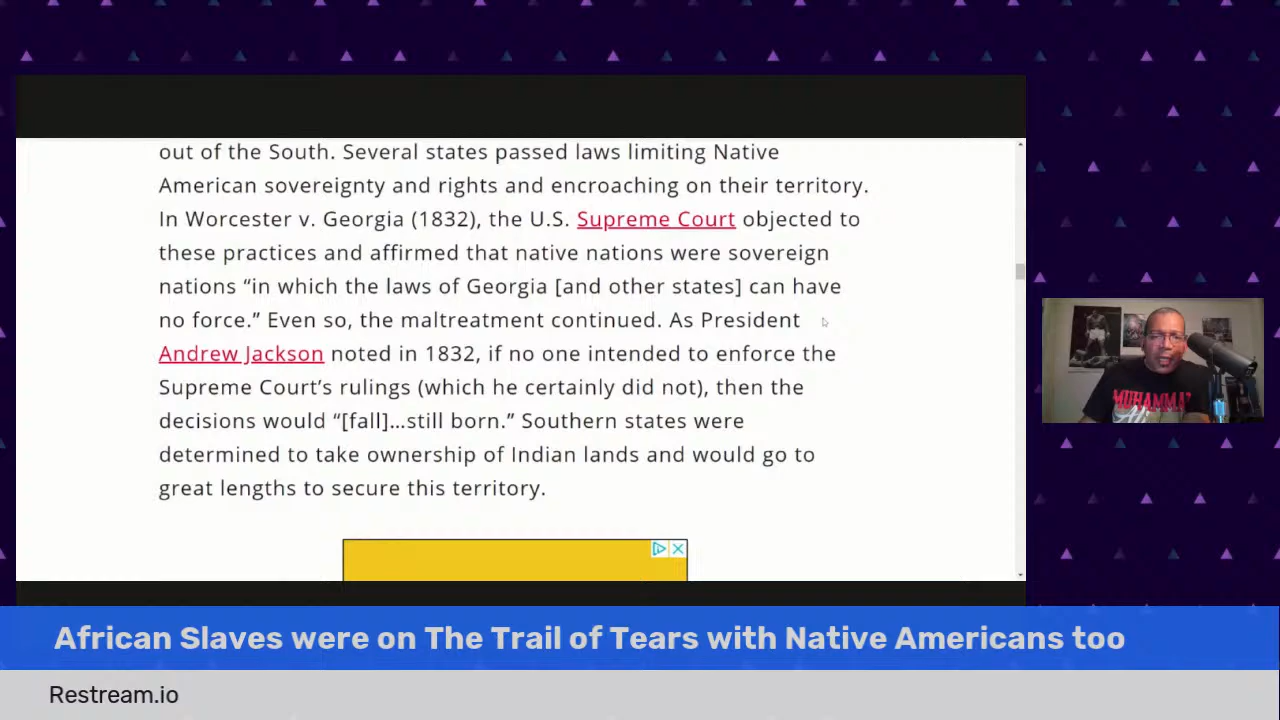 out of the South. Several states passed laws limiting Native
American sovereignty and rights and encroaching on their territory.
In Worcester v. Georgia (1832), the U.S. Supreme Court objected to
these practices and affirmed that native nations were sovereign
nations “in which the laws of Georgia [and other states] can have
no force.” Even so, the maltreatment continued. As President
Andrew Jackson noted in 1832, if no one intended to enforce the
Supreme Court’s rulings (which he certainly did not), then the
decisions would “[fall]…still born.” Southern states were
determined to take ownership of Indian lands and would go to
great lengths to secure this territory.
MUHAMMA
African Slaves were on The Trail of Tears with Native Americans too
Restream.io